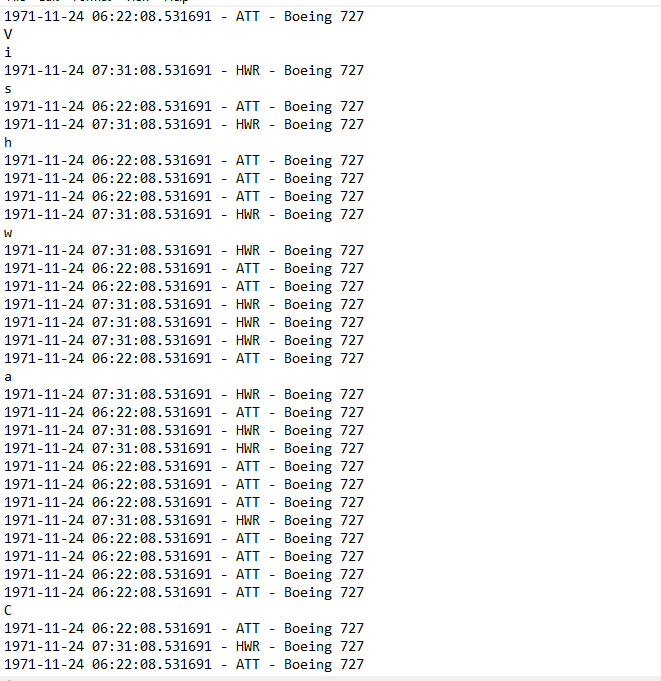 1971-11-24 06:22:08.531691 - ATT - Boeing 727
V
i
1971-11-24 07:31:08.531691 - HWR - Boeing 727
s
1971-11-24 06:22:08.531691 - ATT - Boeing 727
1971-11-24 07:31:08.531691 - HWR - Boeing 727
h
1971-11-24 06:22:08.531691 - ATT - Boeing 727
1971-11-24 06:22:08.531691 - ATT - Boeing 727
1971-11-24 06:22:08.531691 - ATT - Boeing 727
1971-11-24 07:31:08.531691 - HWR - Boeing 727
w
1971-11-24 07:31:08.531691 - HWR - Boeing 727
1971-11-24 06:22:08.531691 - ATT - Boeing 727
1971-11-24 06:22:08.531691 - ATT - Boeing 727
1971-11-24 07:31:08.531691 - HWR - Boeing 727
1971-11-24 07:31:08.531691 - HWR - Boeing 727
1971-11-24 07:31:08.531691 - HWR - Boeing 727
1971-11-24 06:22:08.531691 - ATT - Boeing 727
a
1971-11-24 07:31:08.531691 - HWR - Boeing 727
1971-11-24 06:22:08.531691 - ATT - Boeing 727
1971-11-24 07:31:08.531691 - HWR - Boeing 727
1971-11-24 07:31:08.531691 - HWR - Boeing 727
1971-11-24 06:22:08.531691 - ATT - Boeing 727
1971-11-24 06:22:08.531691 - ATT - Boeing 727
1971-11-24 06:22:08.531691 - ATT - Boeing 727
1971-11-24 07:31:08.531691 - HWR - Boeing 727
1971-11-24 06:22:08.531691 - ATT - Boeing 727
1971-11-24 06:22:08.531691 - ATT - Boeing 727
1971-11-24 06:22:08.531691 - ATT - Boeing 727
1971-11-24 06:22:08.531691 - ATT - Boeing 727
C
1971-11-24 06:22:08.531691 - ATT - Boeing 727
1971-11-24 07:31:08.531691 - HWR - Boeing 727
1971-11-24 06:22:08.531691 - ATT - Boeing 727